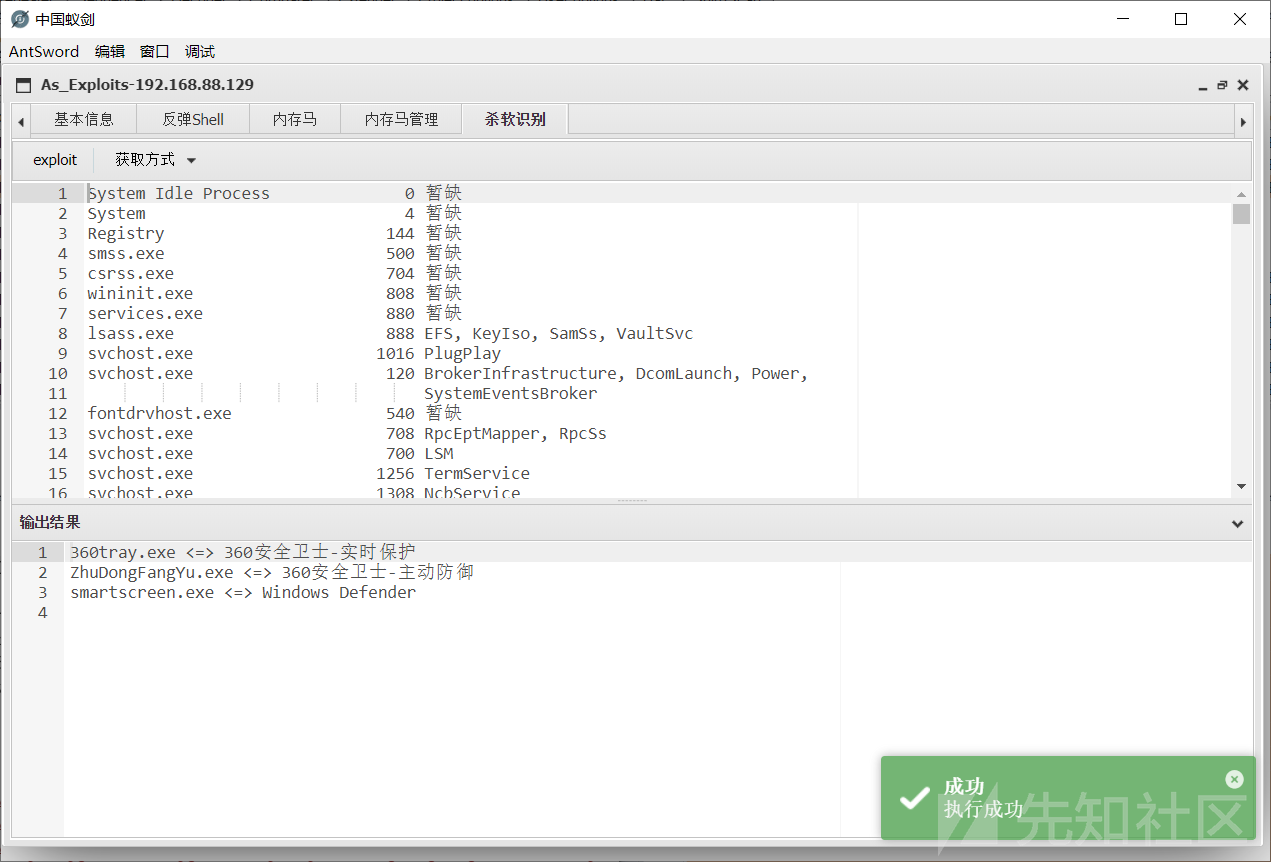 中国蚁剑
AntSword 编辑 窗口 调试
As_Exploits-192.168.88.129
基本信息 反弹Shell 内存马 内存马管理 杀软识别
exploit 获取方式
1 System Idle Process 0 暂缺
2 System 4 暂缺
3 Registry 144 暂缺
4 smss.exe 500 暂缺
5 csrss.exe 704 暂缺
6 wininit.exe 808 暂缺
7 services.exe 880 暂缺
8 lsass.exe 888 EFS, KeyIso, SamSs, VaultSvc
9 svchost.exe 1016 PlugPlay
10 svchost.exe 120 BrokerInfrastructure, DcomLaunch, Power,
11 SystemEventsBroker
12 fontdrvhost.exe 540 暂缺
13 svchost.exe 708 RpcEptMapper, RpcSs
14 svchost.exe 700 LSM
15 svchost.exe 1256 TermService
16 svchost.exe 1308 NcbService
输出结果
1 360tray.exe <=> 360安全卫士-实时保护
2 ZhuDongFangYu.exe <=> 360安全卫士-主动防御
3 smartscreen.exe <=> Windows Defender
4
成功
执行成功
先知社区